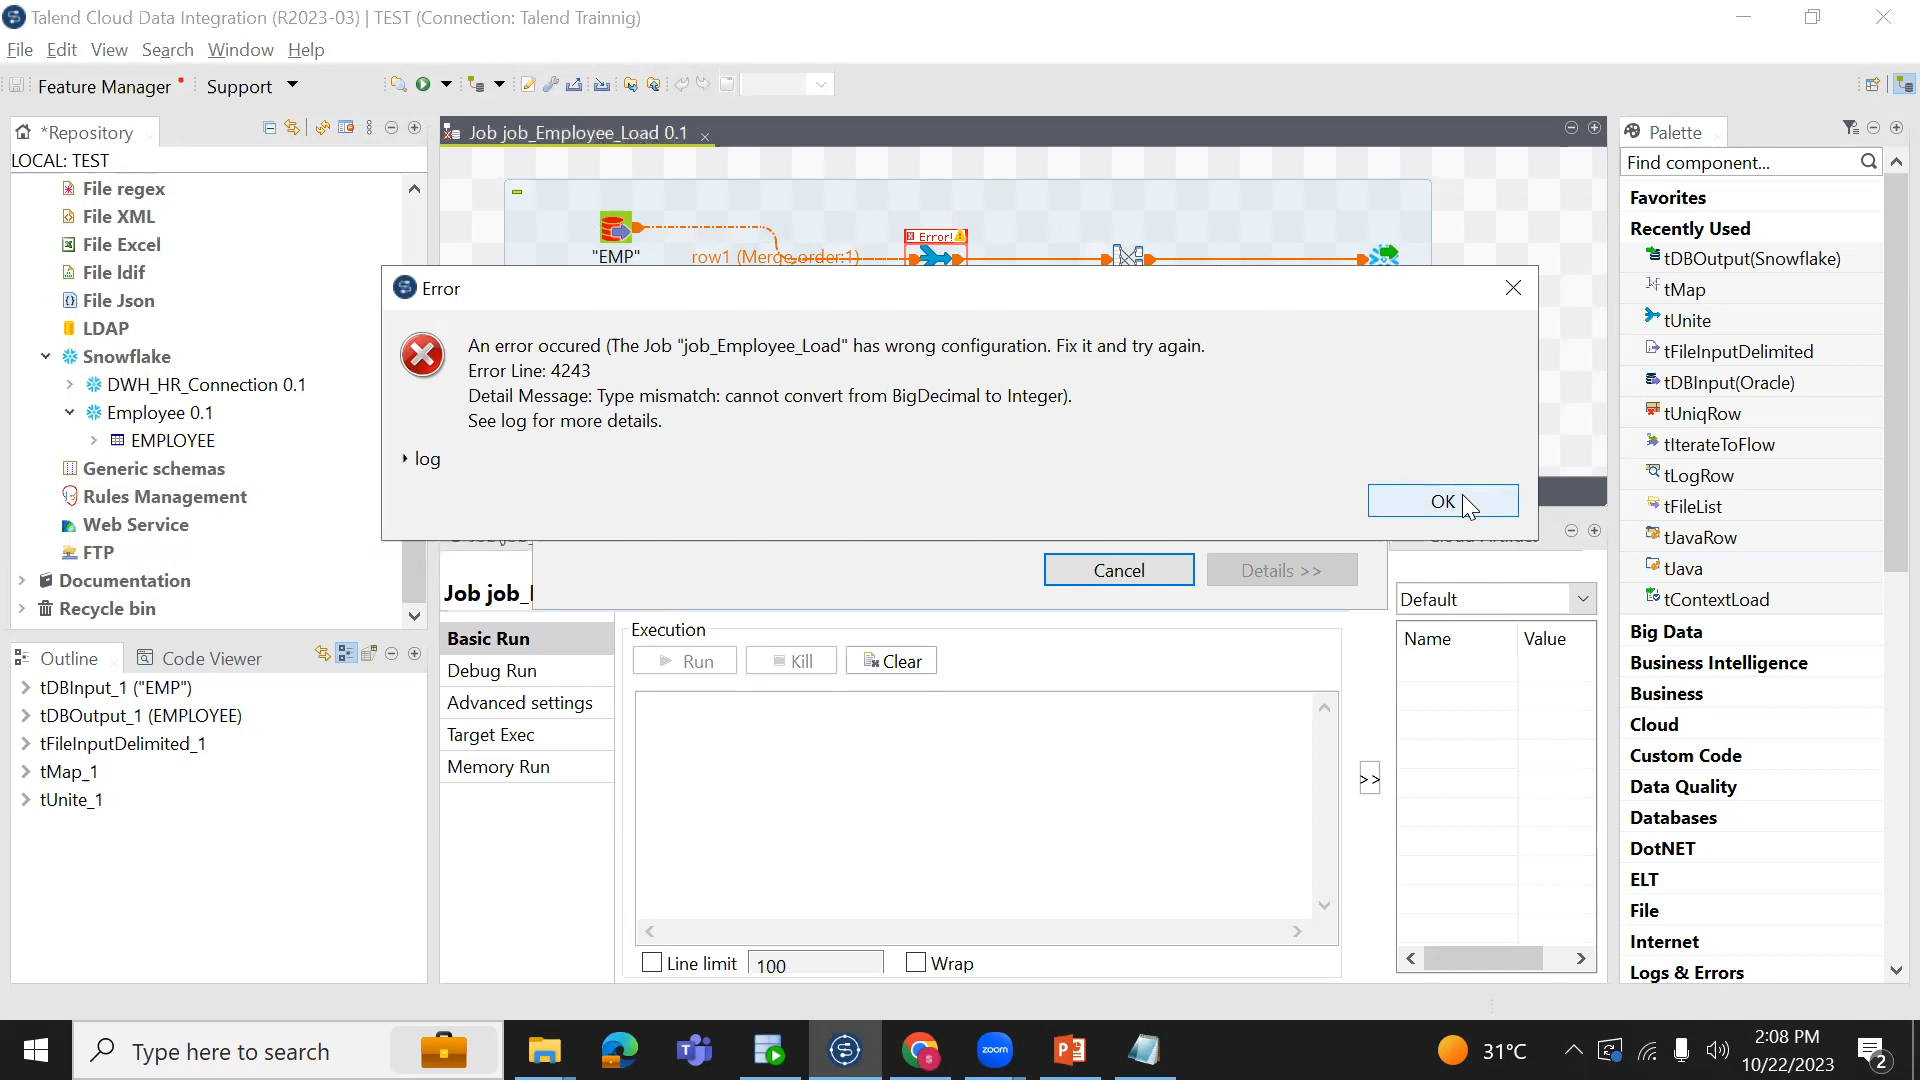 Talend Cloud Data Integration (R2023-03) | TEST (Connection: Talend Trainnig)
File Edit View Search Window Help
Feature Manager Support
*Repository
LOCAL: TEST
File regex
File XML
File Excel
File ldif
File Json
LDAP
Snowflake
DWH_HR_Connection 0.1
Employee 0.1
EMPLOYEE
Generic schemas
Rules Management
Web Service
FTP
Documentation
Recycle bin
Outline
Code Viewer
tDBInput_1 ("EMP")
tDBOutput_1 (EMPLOYEE)
tFileInputDelimited_1
tMap_1
tUnite_1
Job job_Employee_Load 0.1
Error!
"EMP"
row1 (Merge order:1)
Error
An error occured (The Job "job_Employee_Load" has wrong configuration. Fix it and try again.
Error Line: 4243
Detail Message: Type mismatch: cannot convert from BigDecimal to Integer).
See log for more details.
log
OK
Cancel
Details >>
Job job_
Basic Run
Debug Run
Advanced settings
Target Exec
Memory Run
Execution
Run
Kill
Clear
Line limit
100
Wrap
>>
Default
Name
Value
Palette
Find component...
Favorites
Recently Used
tDBOutput(Snowflake)
tMap
tUnite
tFileInputDelimited
tDBInput(Oracle)
tUniqRow
tIterateToFlow
tLogRow
tFileList
tJavaRow
tJava
tContextLoad
Big Data
Business Intelligence
Business
Cloud
Custom Code
Data Quality
Databases
DotNET
ELT
File
Internet
Logs & Errors
Type here to search
zoom
31°C
2:08 PM
10/22/2023
2